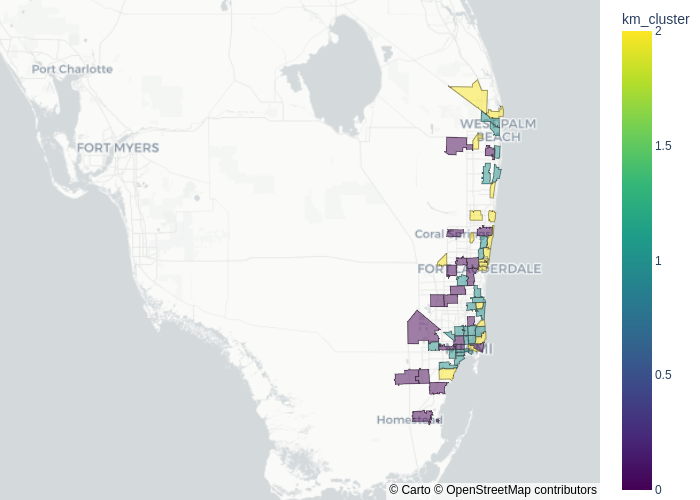 km_cluster
2
Port Charlotte
WEST PALM
BEACH
FORT MYERS
1.5
Coral Springs
1
FORT LAUDERDALE
0.5
Homestead
0
© Carto © OpenStreetMap contributors